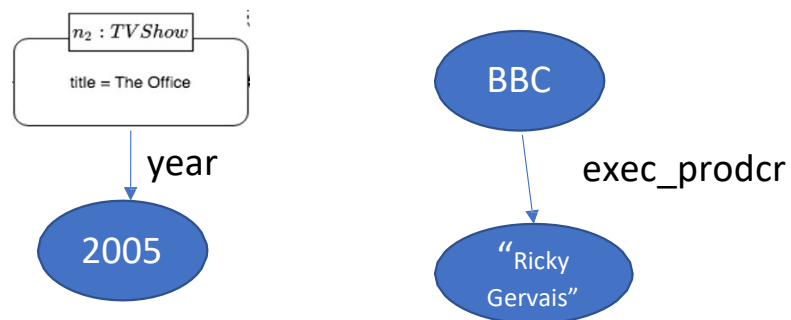 n₂ : TVShow
title = The Office
year
2005
BBC
exec_prodcr
“Ricky
Gervais”